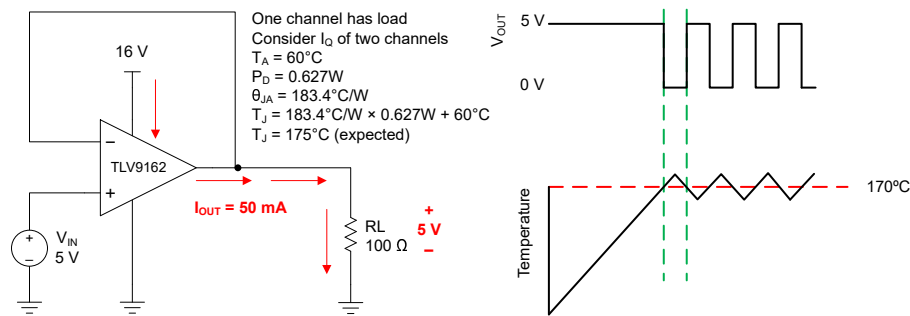 One channel has load
Consider IQ of two channels
TA = 60°C
PD = 0.627W
θJA = 183.4°C/W
TJ = 183.4°C/W × 0.627W + 60°C
TJ = 175°C (expected)
16 V
−
TLV9162
+
IOUT = 50 mA
+
−
VIN
5 V
RL
100 Ω
+
5 V
−
VOUT
5 V
0 V
Temperature
170ºC